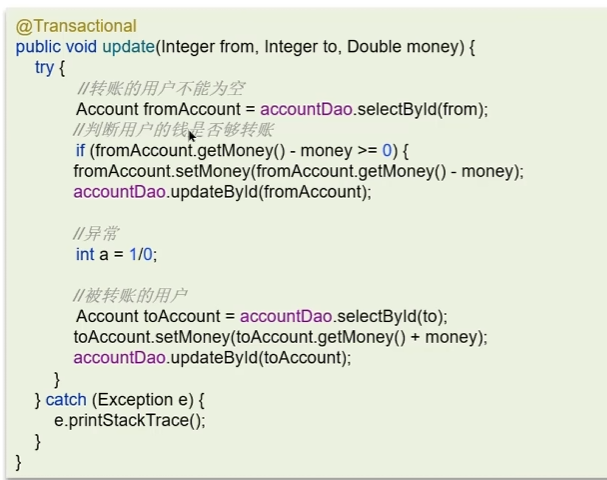 @Transactional
public void update(Integer from, Integer to, Double money) {
try {
//转账的用户不能为空
Account fromAccount = accountDao.selectById(from);
//判断用户的钱是否够转账
if (fromAccount.getMoney() - money >= 0) {
fromAccount.setMoney(fromAccount.getMoney() - money);
accountDao.updateById(fromAccount);
//异常
int a = 1/0;
//被转账的用户
Account toAccount = accountDao.selectById(to);
toAccount.setMoney(toAccount.getMoney() + money);
accountDao.updateById(toAccount);
}
} catch (Exception e) {
e.printStackTrace();
}
}